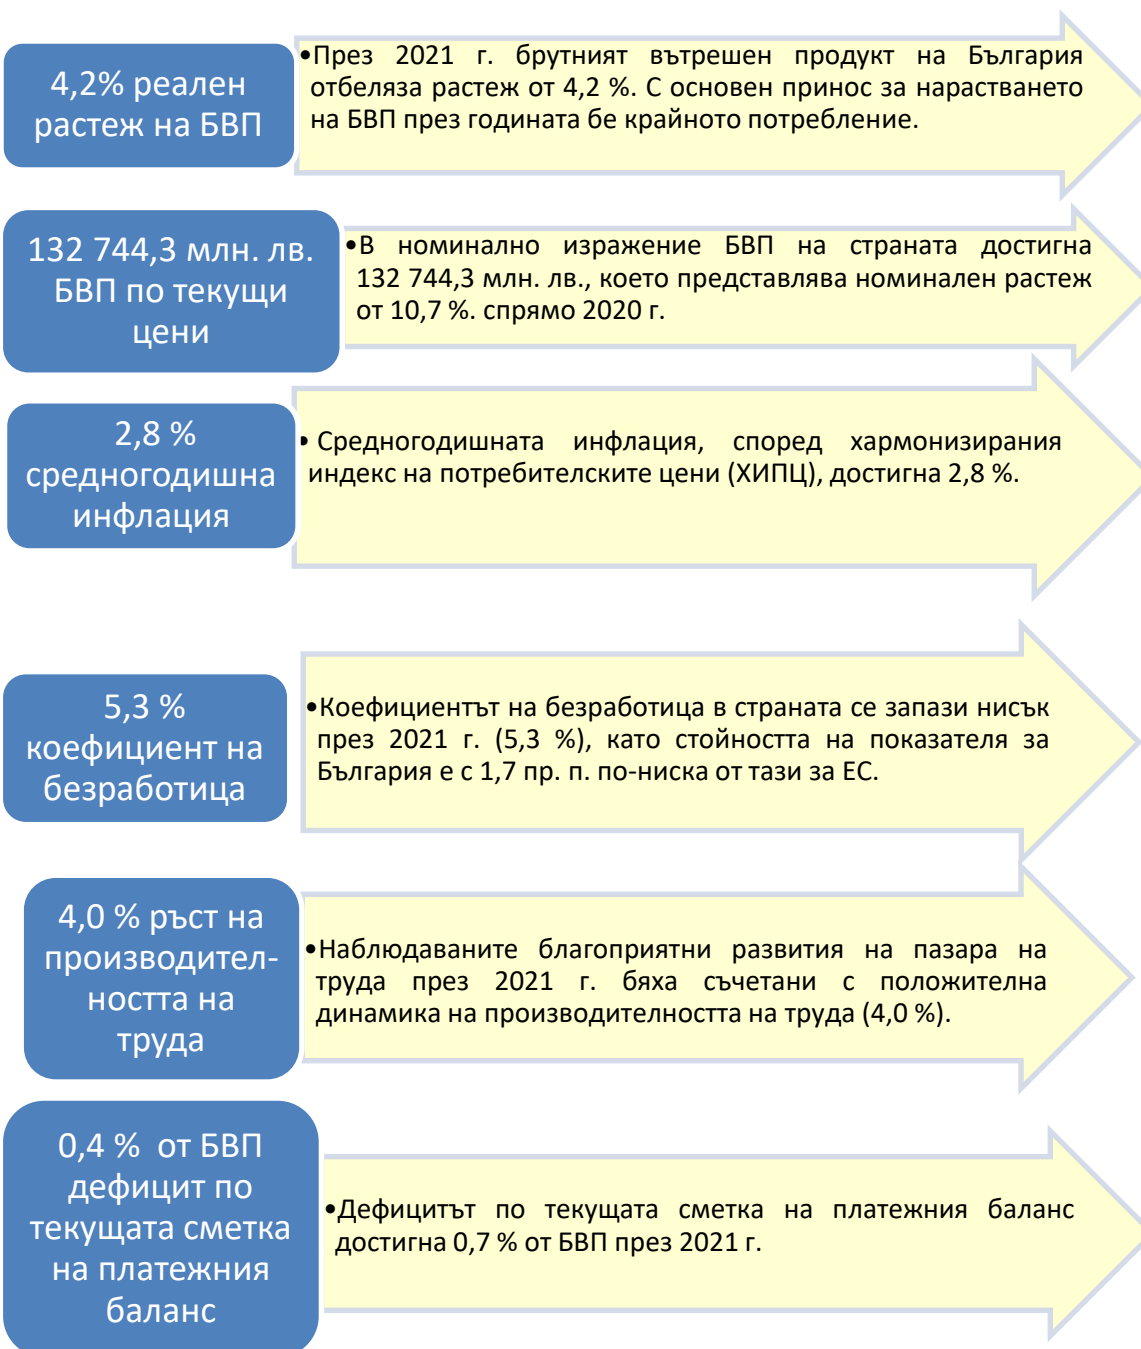 4,2% реален
растеж на БВП
•През 2021 г. брутният вътрешен продукт на България
отбеляза растеж от 4,2 %. С основен принос за нарастването
на БВП през годината бе крайното потребление.
132 744,3 млн. лв.
БВП по текущи
цени
•В номинално изражение БВП на страната достигна
132 744,3 млн. лв., което представлява номинален растеж
от 10,7 %. спрямо 2020 г.
2,8 %
средногодишна
инфлация
• Средногодишната инфлация, според хармонизирания
индекс на потребителските цени (ХИПЦ), достигна 2,8 %.
5,3 %
коефициент на
безработица
•Коефициентът на безработица в страната се запази нисък
през 2021 г. (5,3 %), като стойността на показателя за
България е с 1,7 пр. п. по-ниска от тази за ЕС.
4,0 % ръст на
производител-
ността на
труда
•Наблюдаваните благоприятни развития на пазара на
труда през 2021 г. бяха съчетани с положителна
динамика на производителността на труда (4,0 %).
0,4 % от БВП
дефицит по
текущата сметка
на платежния
баланс
•Дефицитът по текущата сметка на платежния баланс
достигна 0,7 % от БВП през 2021 г.